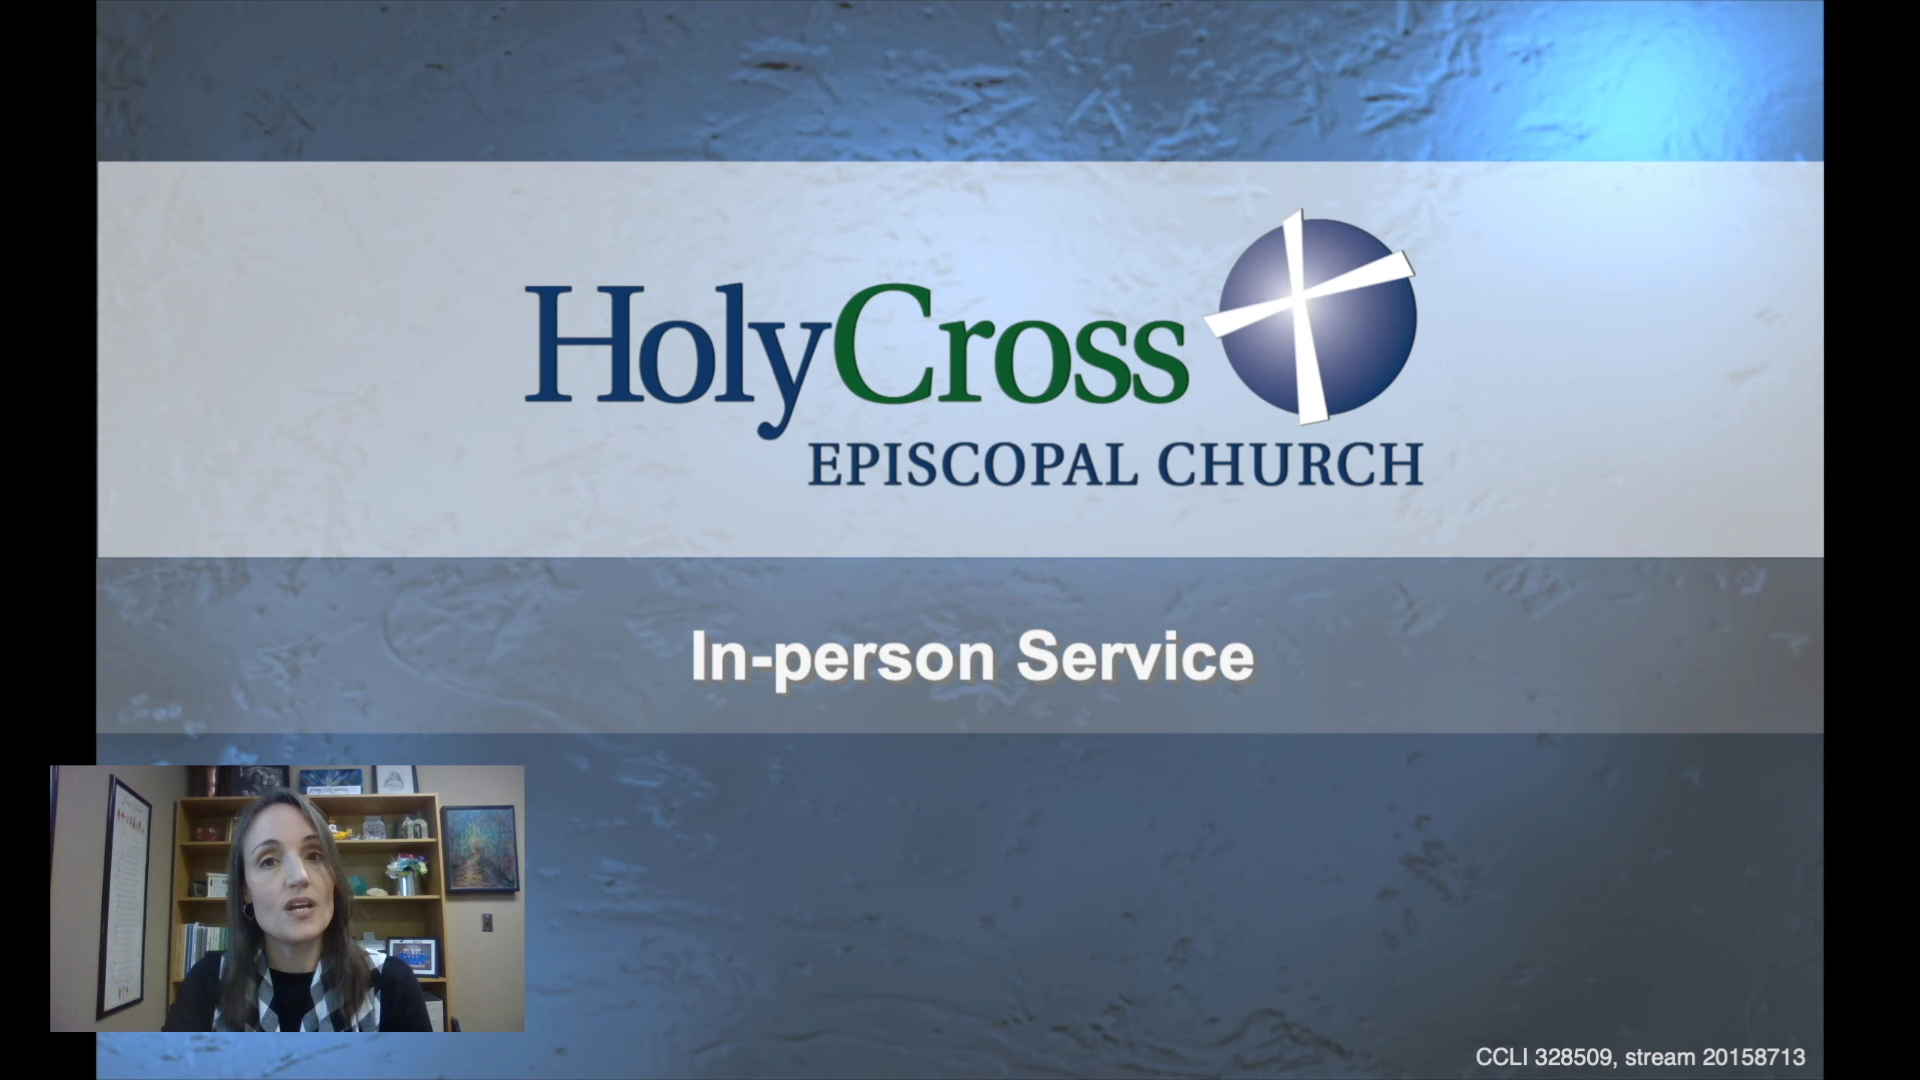 HolyCross
EPISCOPAL CHURCH
In-person Service
CCLI 328509, stream 20158713